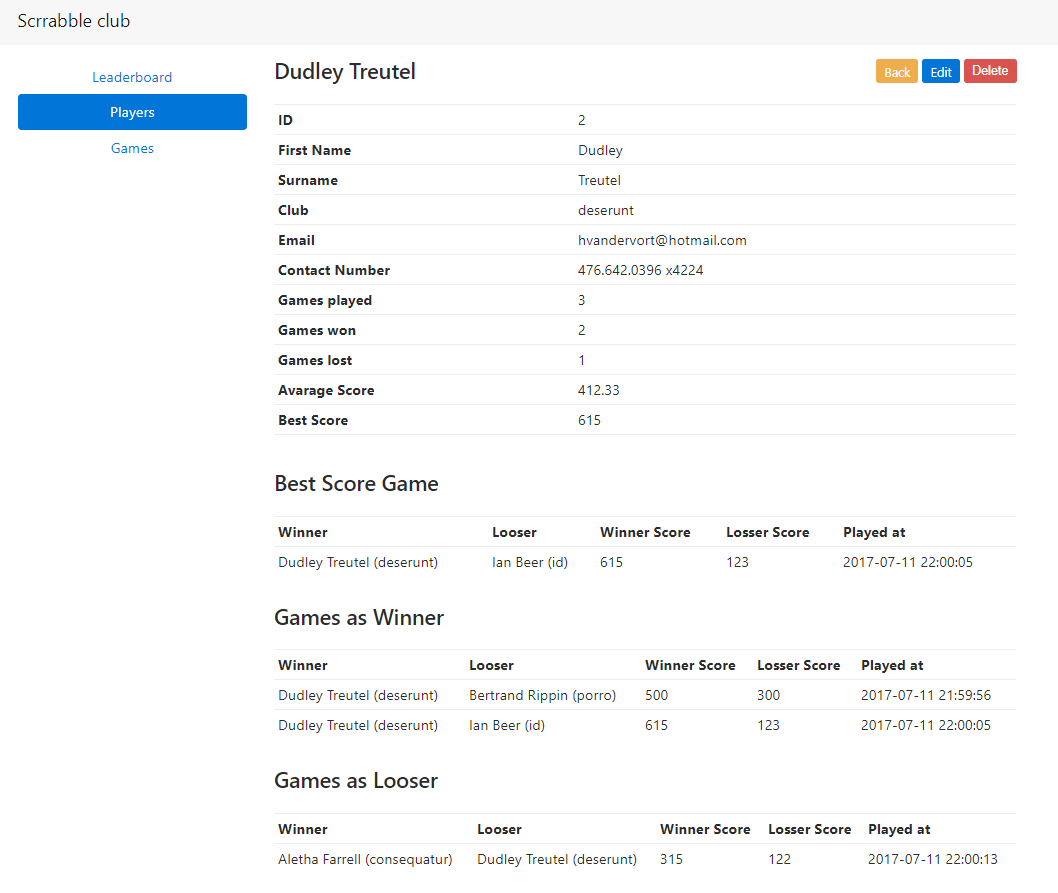 Scrrabble club
Leaderboard
Players
Games
Dudley Treutel
Back Edit Delete
ID 2
First Name Dudley
Surname Treutel
Club deserunt
Email hvandervort@hotmail.com
Contact Number 476.642.0396 x4224
Games played 3
Games won 2
Games lost 1
Avarage Score 412.33
Best Score 615
Best Score Game
Winner Looser Winner Score Losser Score Played at
Dudley Treutel (deserunt) Ian Beer (id) 615 123 2017-07-11 22:00:05
Games as Winner
Winner Looser Winner Score Losser Score Played at
Dudley Treutel (deserunt) Bertrand Rippin (porro) 500 300 2017-07-11 21:59:56
Dudley Treutel (deserunt) Ian Beer (id) 615 123 2017-07-11 22:00:05
Games as Looser
Winner Looser Winner Score Losser Score Played at
Aletha Farrell (consequatur) Dudley Treutel (deserunt) 315 122 2017-07-11 22:00:13